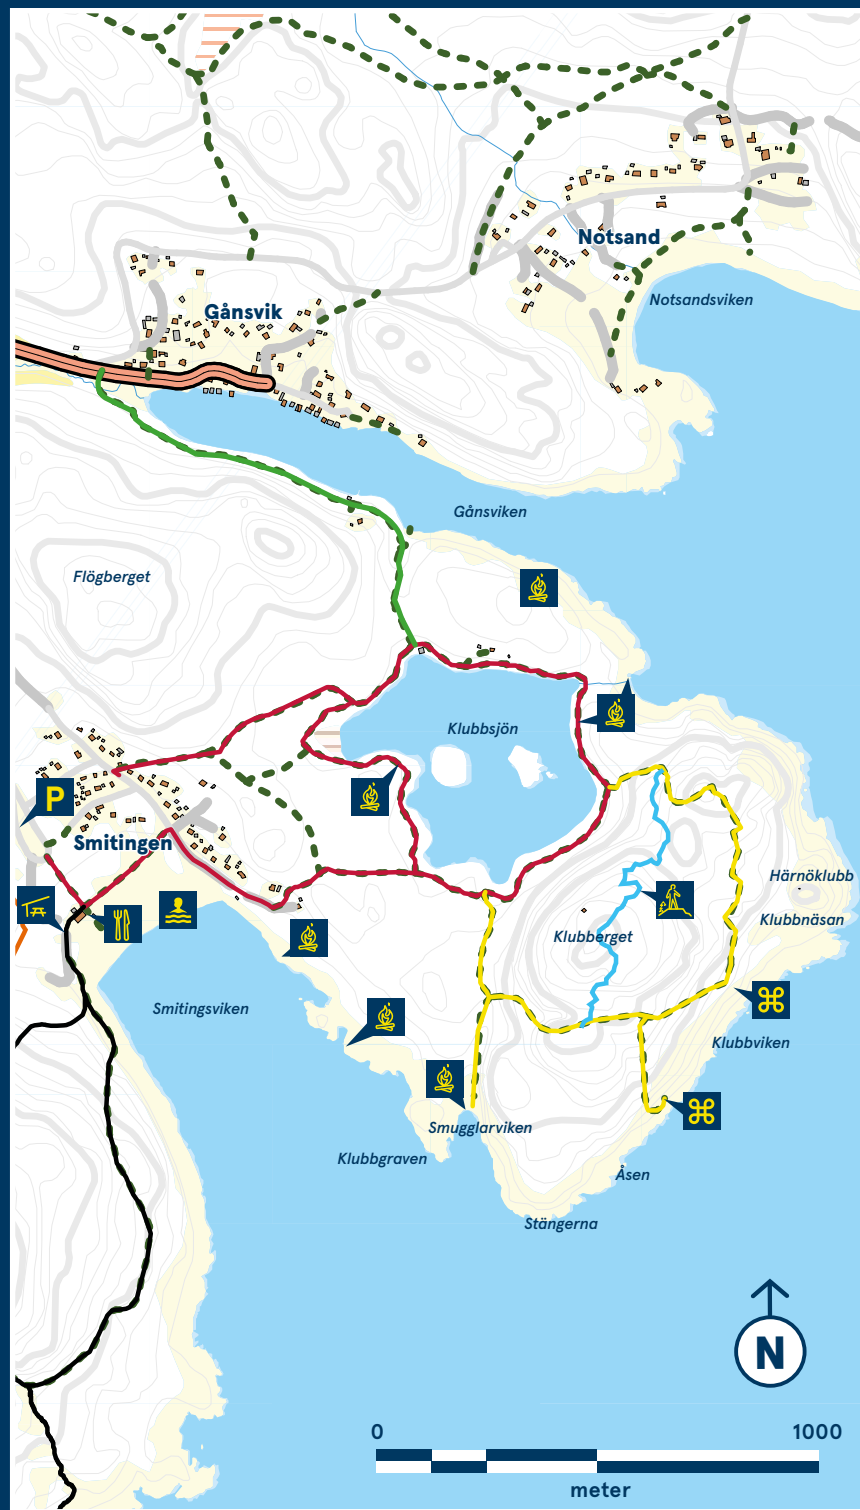 Notsand
Notsandsviken
Gånsvik
Gånsviken
Flögberget
Klubbsjön
P
Smitingen
Härnöklubb
Klubbnäsan
Klubberget
Smitingsviken
Klubbviken
Smugglarviken
Klubbgraven
Åsen
Stängerna
N
0 1000
meter